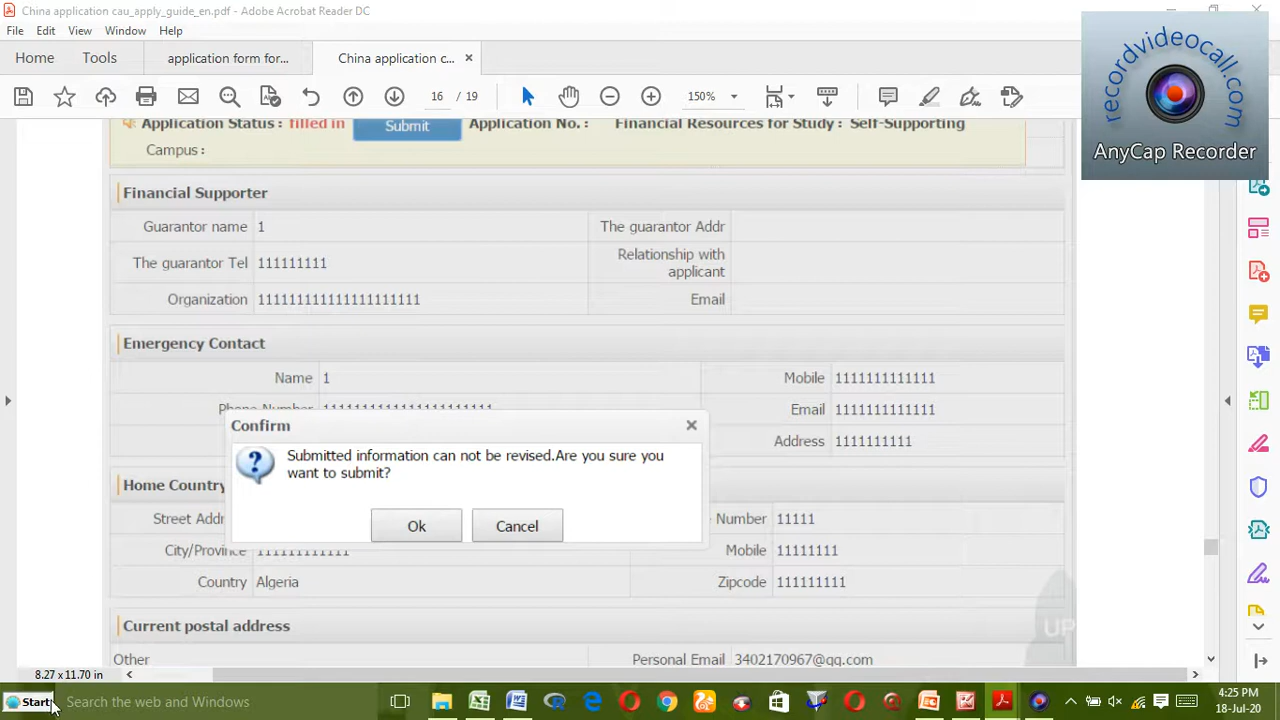 China application cau_apply_guide_en.pdf - Adobe Acrobat Reader DC
File Edit View Window Help
Home Tools application form for... China application c...
16 / 19 150%
recordvideocall.com
AnyCap Recorder
Application Status : filled in Submit Application No. : Financial Resources for Study : Self-Supporting
Campus :
Financial Supporter
Guarantor name 1 The guarantor Addr
The guarantor Tel 111111111 Relationship with
applicant
Organization 111111111111111111111 Email
Emergency Contact
Name 1 Mobile 1111111111111
Email 1111111111111
Address 1111111111
Confirm
Submitted information can not be revised.Are you sure you
want to submit?
Ok Cancel
Home Country
Street Addr Number 11111
City/Province Mobile 11111111
Country Algeria Zipcode 111111111
UP
Current postal address
Other Personal Email 3402170967@qq.com
8.27 x 11.70 in
Start Search the web and Windows 4:25 PM
18-Jul-20